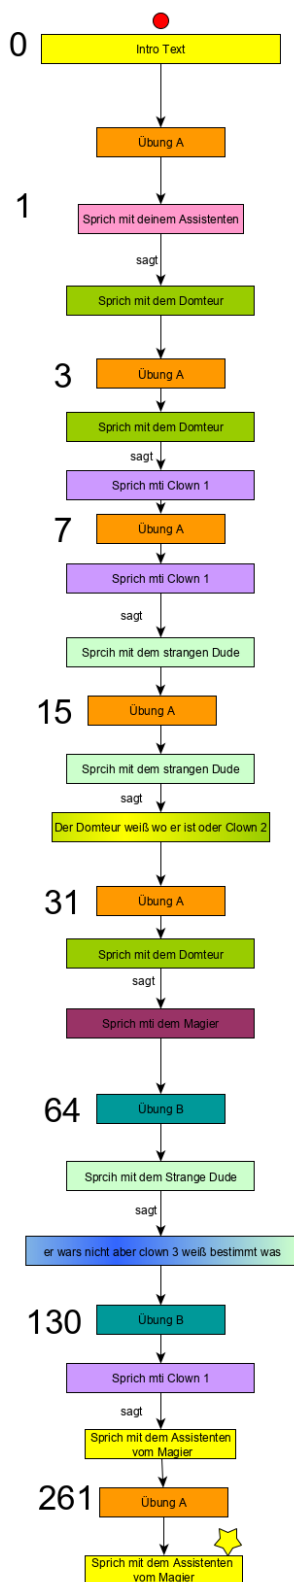 0
Intro Text
Übung A
1
Sprich mit deinem Assistenten
sagt
Sprich mit dem Domteur
3
Übung A
Sprich mit dem Domteur
sagt
Sprich mti Clown 1
7
Übung A
Sprich mti Clown 1
sagt
Sprcih mit dem strangen Dude
15
Übung A
Sprcih mit dem strangen Dude
sagt
Der Domteur weiß wo er ist oder Clown 2
31
Übung A
Sprich mit dem Domteur
sagt
Sprich mti dem Magier
64
Übung B
Sprcih mit dem Strange Dude
sagt
er wars nicht aber clown 3 weiß bestimmt was
130
Übung B
Sprich mti Clown 1
sagt
Sprich mit dem Assistenten
vom Magier
261
Übung A
Sprich mit dem Assistenten
vom Magier